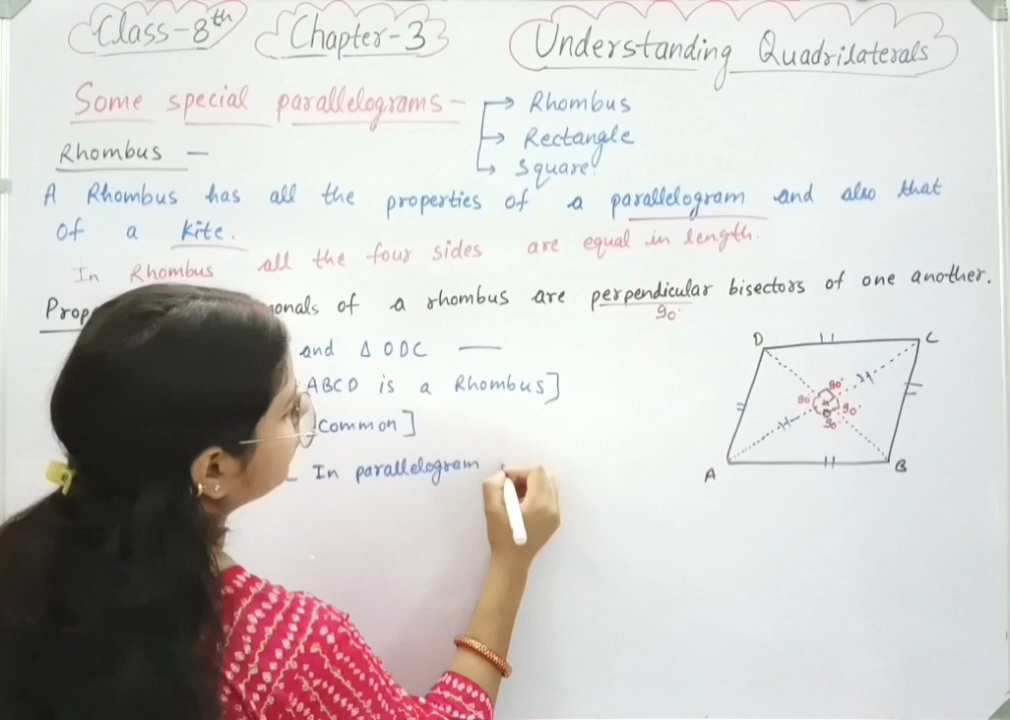 Class-8th Chapter-3 Understanding Quadrilaterals
Some special parallelograms - → Rhombus
→ Rectangle
→ Square
Rhombus —
A Rhombus has all the properties of a parallelogram and also that
of a kite.
In Rhombus all the four sides are equal in length.
of a rhombus are perpendicular bisectors of one another.
90°
and Δ ODC —
ABCD is a Rhombus]
Common]
- In parallelogram
D C
90° 90° 90° 90°
O
A B